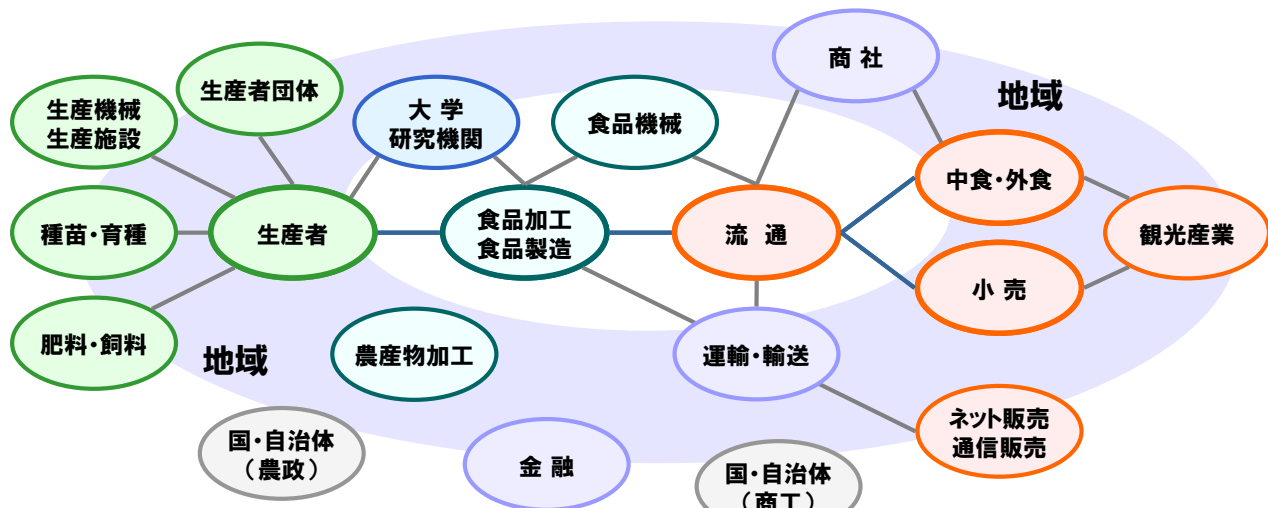 商 社
生産者団体
地域
生産機械
生産施設
大 学
研究機関
食品機械
中食・外食
種苗・育種
生産者
食品加工
食品製造
流 通
観光産業
小 売
肥料・飼料
地域
農産物加工
運輸・輸送
ネット販売
通信販売
国・自治体
（農政）
金 融
国・自治体
（商工）